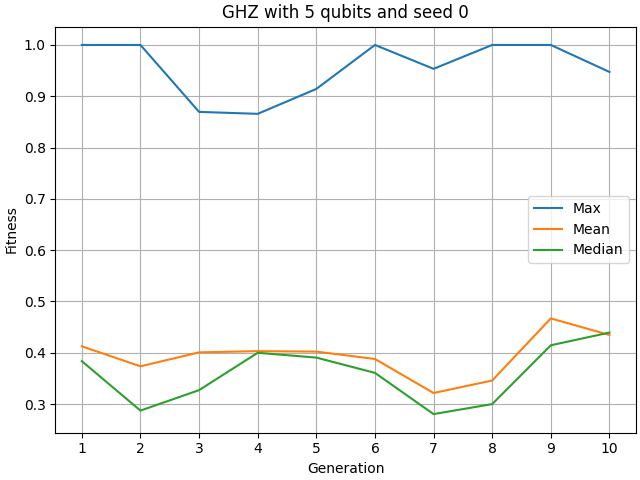 GHZ with 5 qubits and seed 0
1.0
0.9
0.8
0.7
0.6
0.5
0.4
0.3
Fitness
Max
Mean
Median
1 2 3 4 5 6 7 8 9 10
Generation